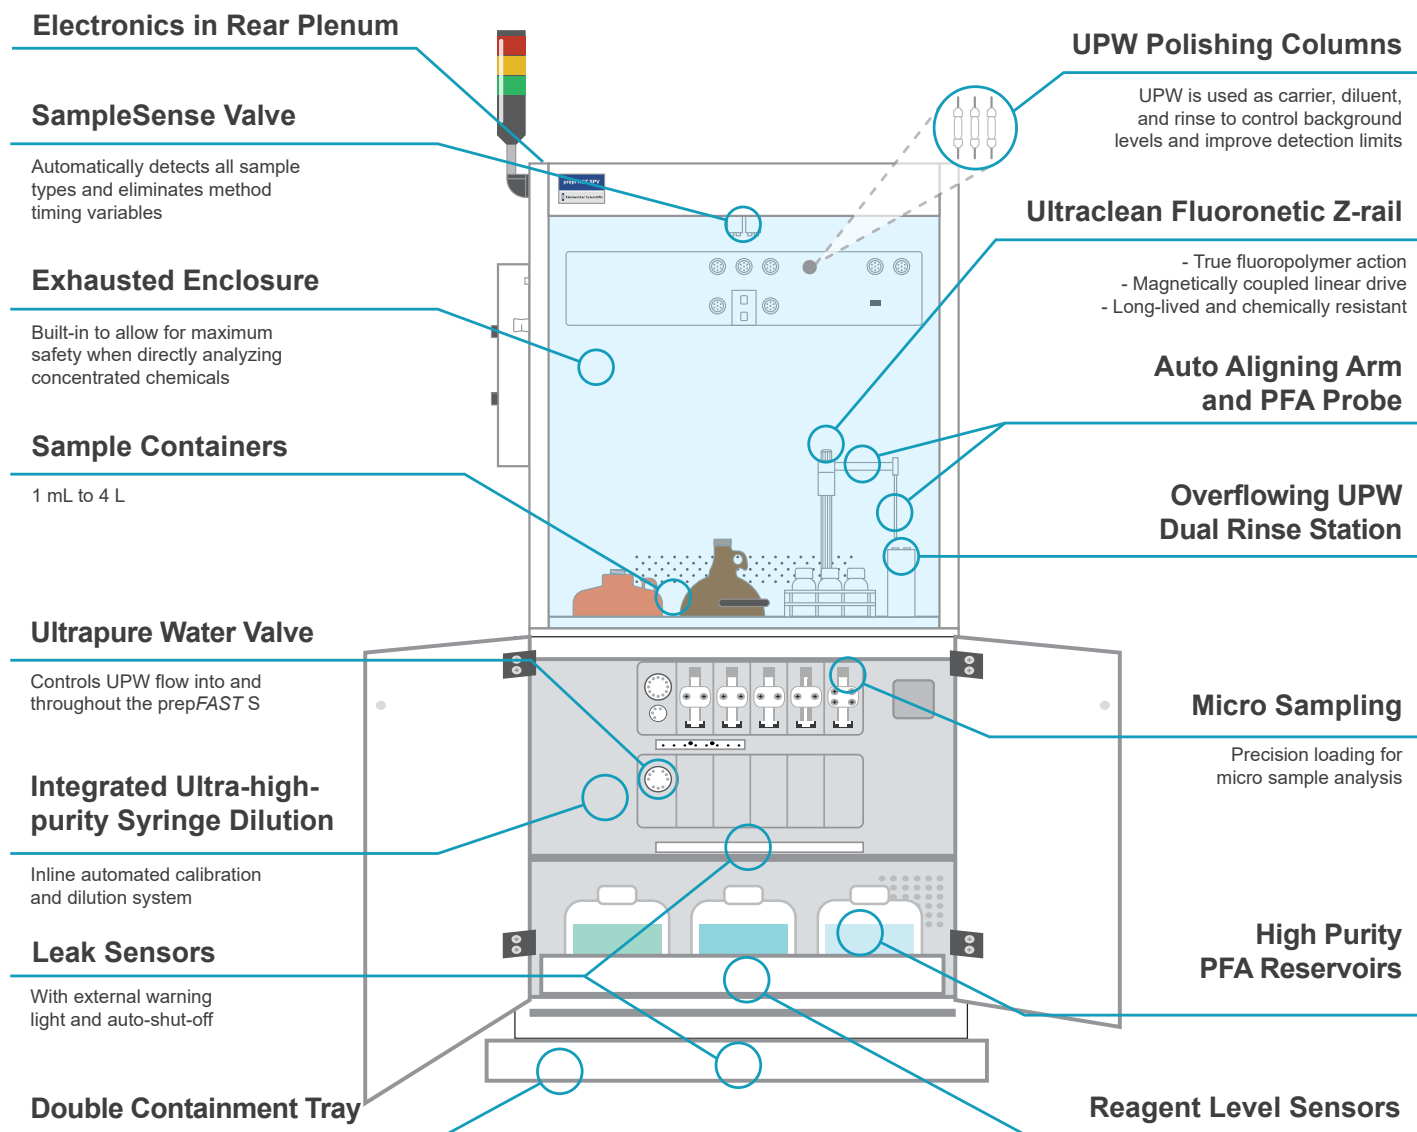 Electronics in Rear Plenum
SampleSense Valve
Automatically detects all sample
types and eliminates method
timing variables
Exhausted Enclosure
Built-in to allow for maximum
safety when directly analyzing
concentrated chemicals
Sample Containers
1 mL to 4 L
Ultrapure Water Valve
Controls UPW flow into and
throughout the prepFAST S
Integrated Ultra-high-
purity Syringe Dilution
Inline automated calibration
and dilution system
Leak Sensors
With external warning
light and auto-shut-off
Double Containment Tray
Elemental Scientific
UPW Polishing Columns
UPW is used as carrier, diluent,
and rinse to control background
levels and improve detection limits
Ultraclean Fluoronetic Z-rail
- True fluoropolymer action
- Magnetically coupled linear drive
- Long-lived and chemically resistant
Auto Aligning Arm
and PFA Probe
Overflowing UPW
Dual Rinse Station
Micro Sampling
Precision loading for
micro sample analysis
High Purity
PFA Reservoirs
Reagent Level Sensors